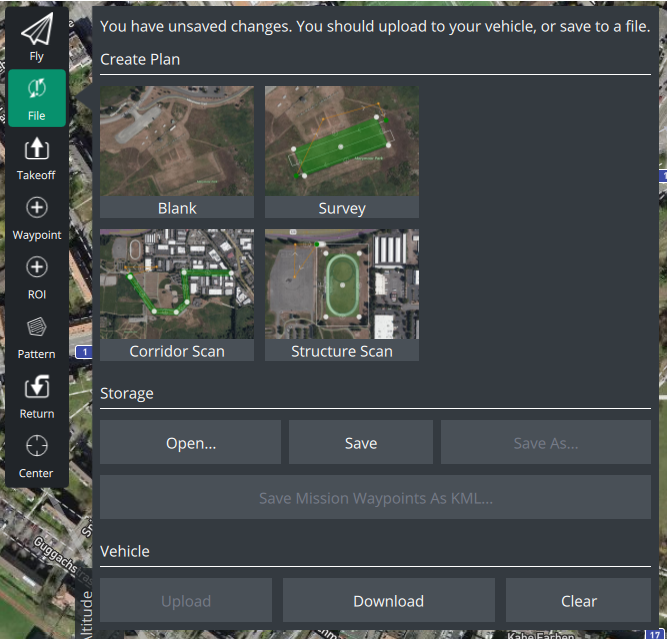 You have unsaved changes. You should upload to your vehicle, or save to a file.
Fly
File
Takeoff
Waypoint
ROI
Pattern
Return
Center
Create Plan
Blank
Survey
Corridor Scan
Structure Scan
Storage
Open...
Save
Save As...
Save Mission Waypoints As KML...
Vehicle
Upload
Download
Clear
1
1
Guggachs
Altitude
17